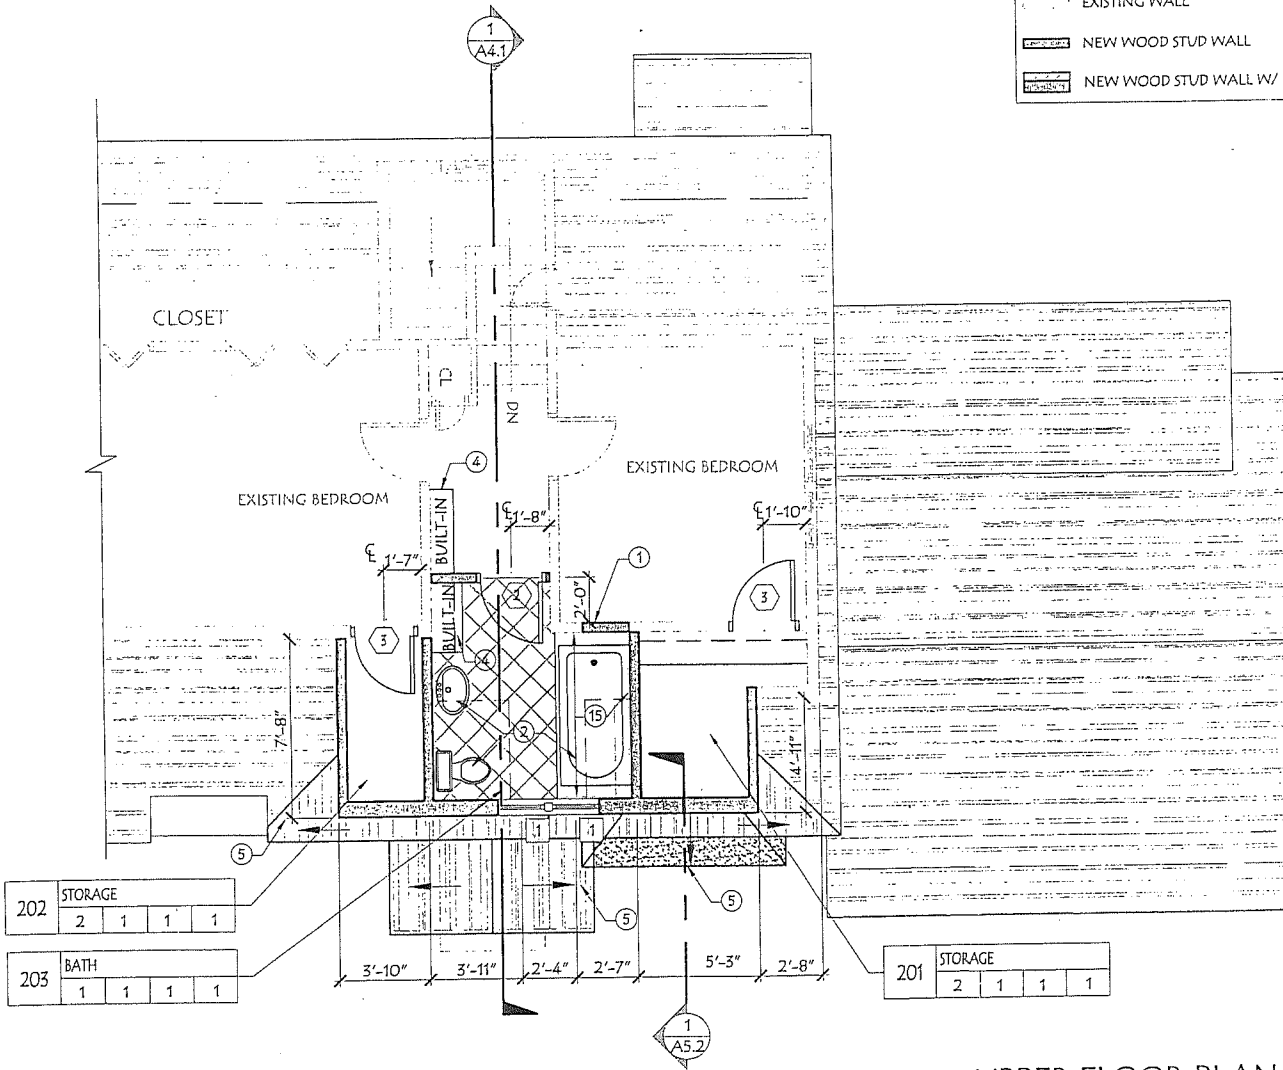 1
A4.1
EXISTING WALL
NEW WOOD STUD WALL
NEW WOOD STUD WALL W/
CLOSET
CL
DN
4
EXISTING BEDROOM
EXISTING BEDROOM
BUILT-IN
1'-8"
1'-10"
1'-7"
1
3
2'-0"
3
BUILT-IN
4
7'-8"
2
15
4'-11"
1
1
5
5
5
202
STORAGE
2 1 1 1
203
BATH
1 1 1 1
3'-10"
3'-11"
2'-4"
2'-7"
5'-3"
2'-8"
201
STORAGE
2 1 1 1
1
A5.2
UPPER FLOOR PLAN